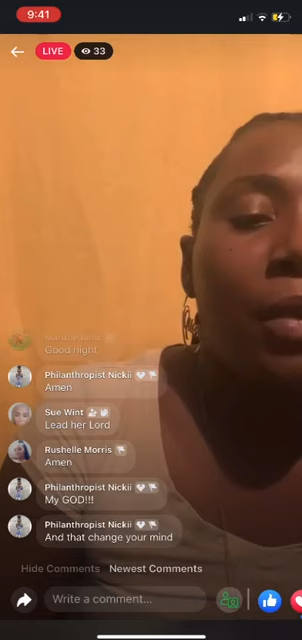 9:41
LIVE 33
Good night
Philanthropist Nickii
Amen
Sue Wint
Lead her Lord
Rushelle Morris
Amen
Philanthropist Nickii
My GOD!!!
Philanthropist Nickii
And that change your mind
Hide Comments Newest Comments
Write a comment...